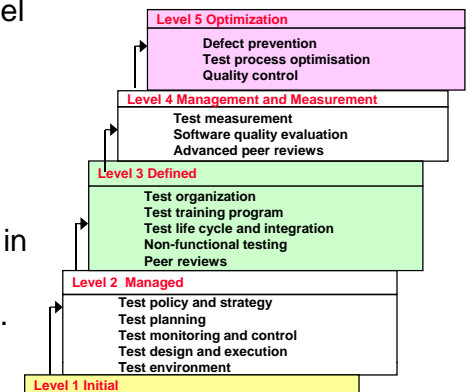 el
in
.
Level 5 Optimization
Defect prevention
Test process optimisation
Quality control
Level 4 Management and Measurement
Test measurement
Software quality evaluation
Advanced peer reviews
Level 3 Defined
Test organization
Test training program
Test life cycle and integration
Non-functional testing
Peer reviews
Level 2 Managed
Test policy and strategy
Test planning
Test monitoring and control
Test design and execution
Test environment
Level 1 Initial